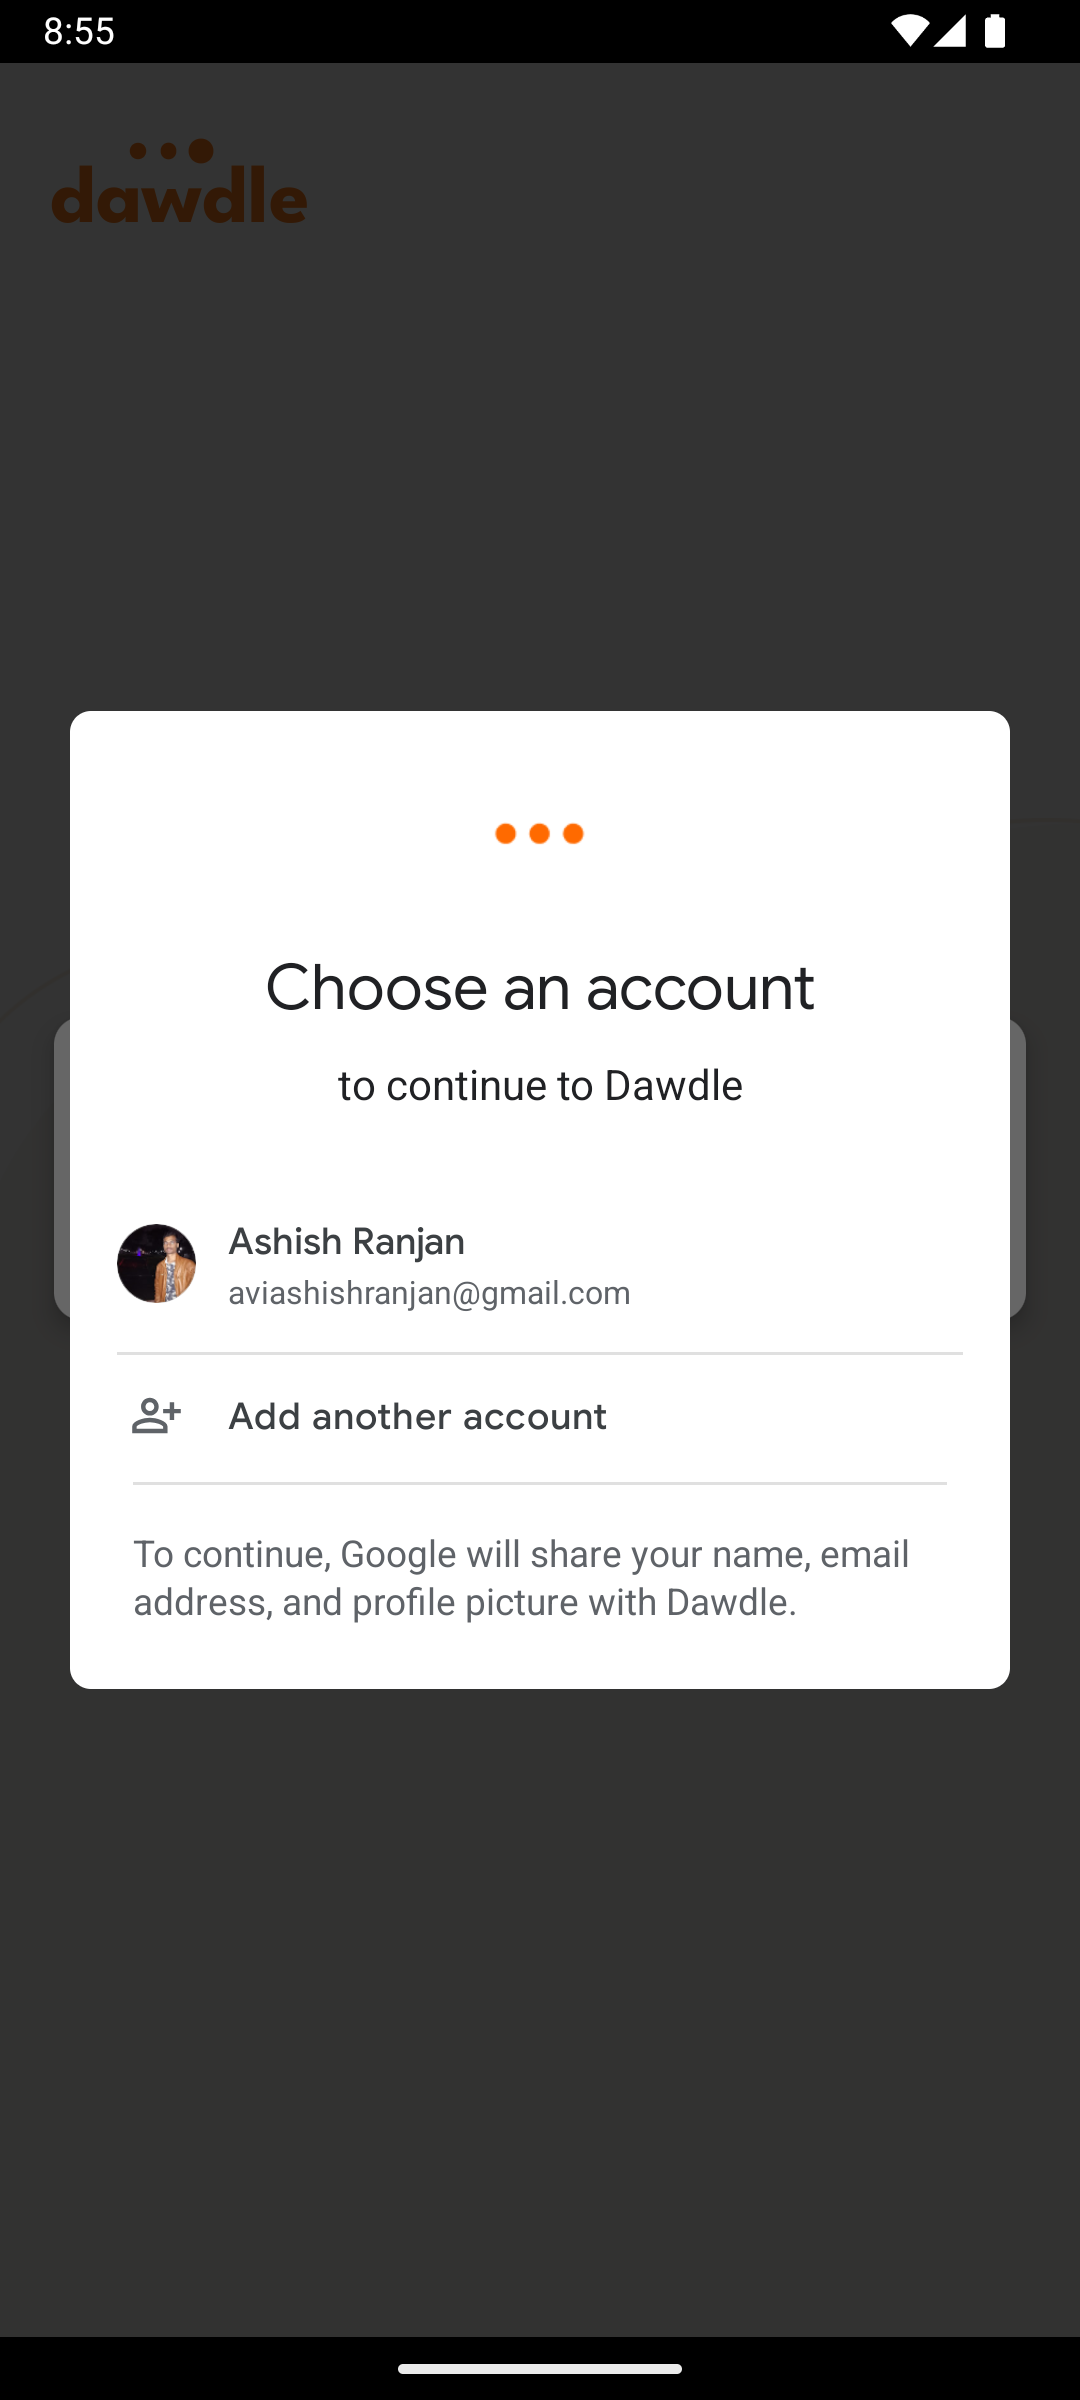 8:55
dawdle
Choose an account
to continue to Dawdle
Ashish Ranjan
aviashishranjan@gmail.com
Add another account
To continue, Google will share your name, email
address, and profile picture with Dawdle.